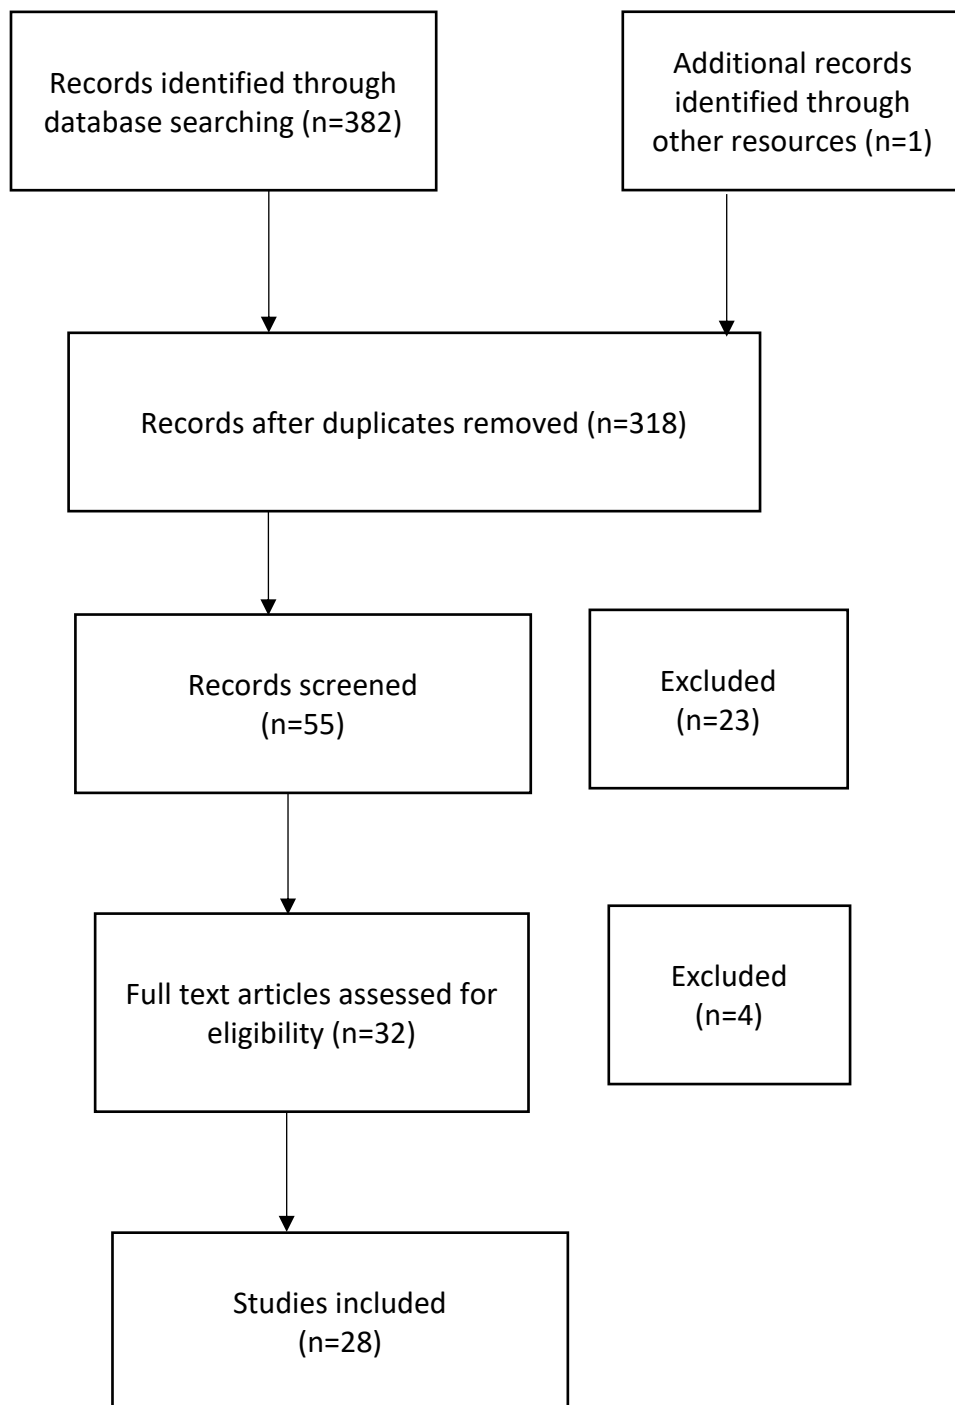 Records identified through
database searching (n=382)
Additional records
identified through
other resources (n=1)
Records after duplicates removed (n=318)
Records screened
(n=55)
Excluded
(n=23)
Full text articles assessed for
eligibility (n=32)
Excluded
(n=4)
Studies included
(n=28)